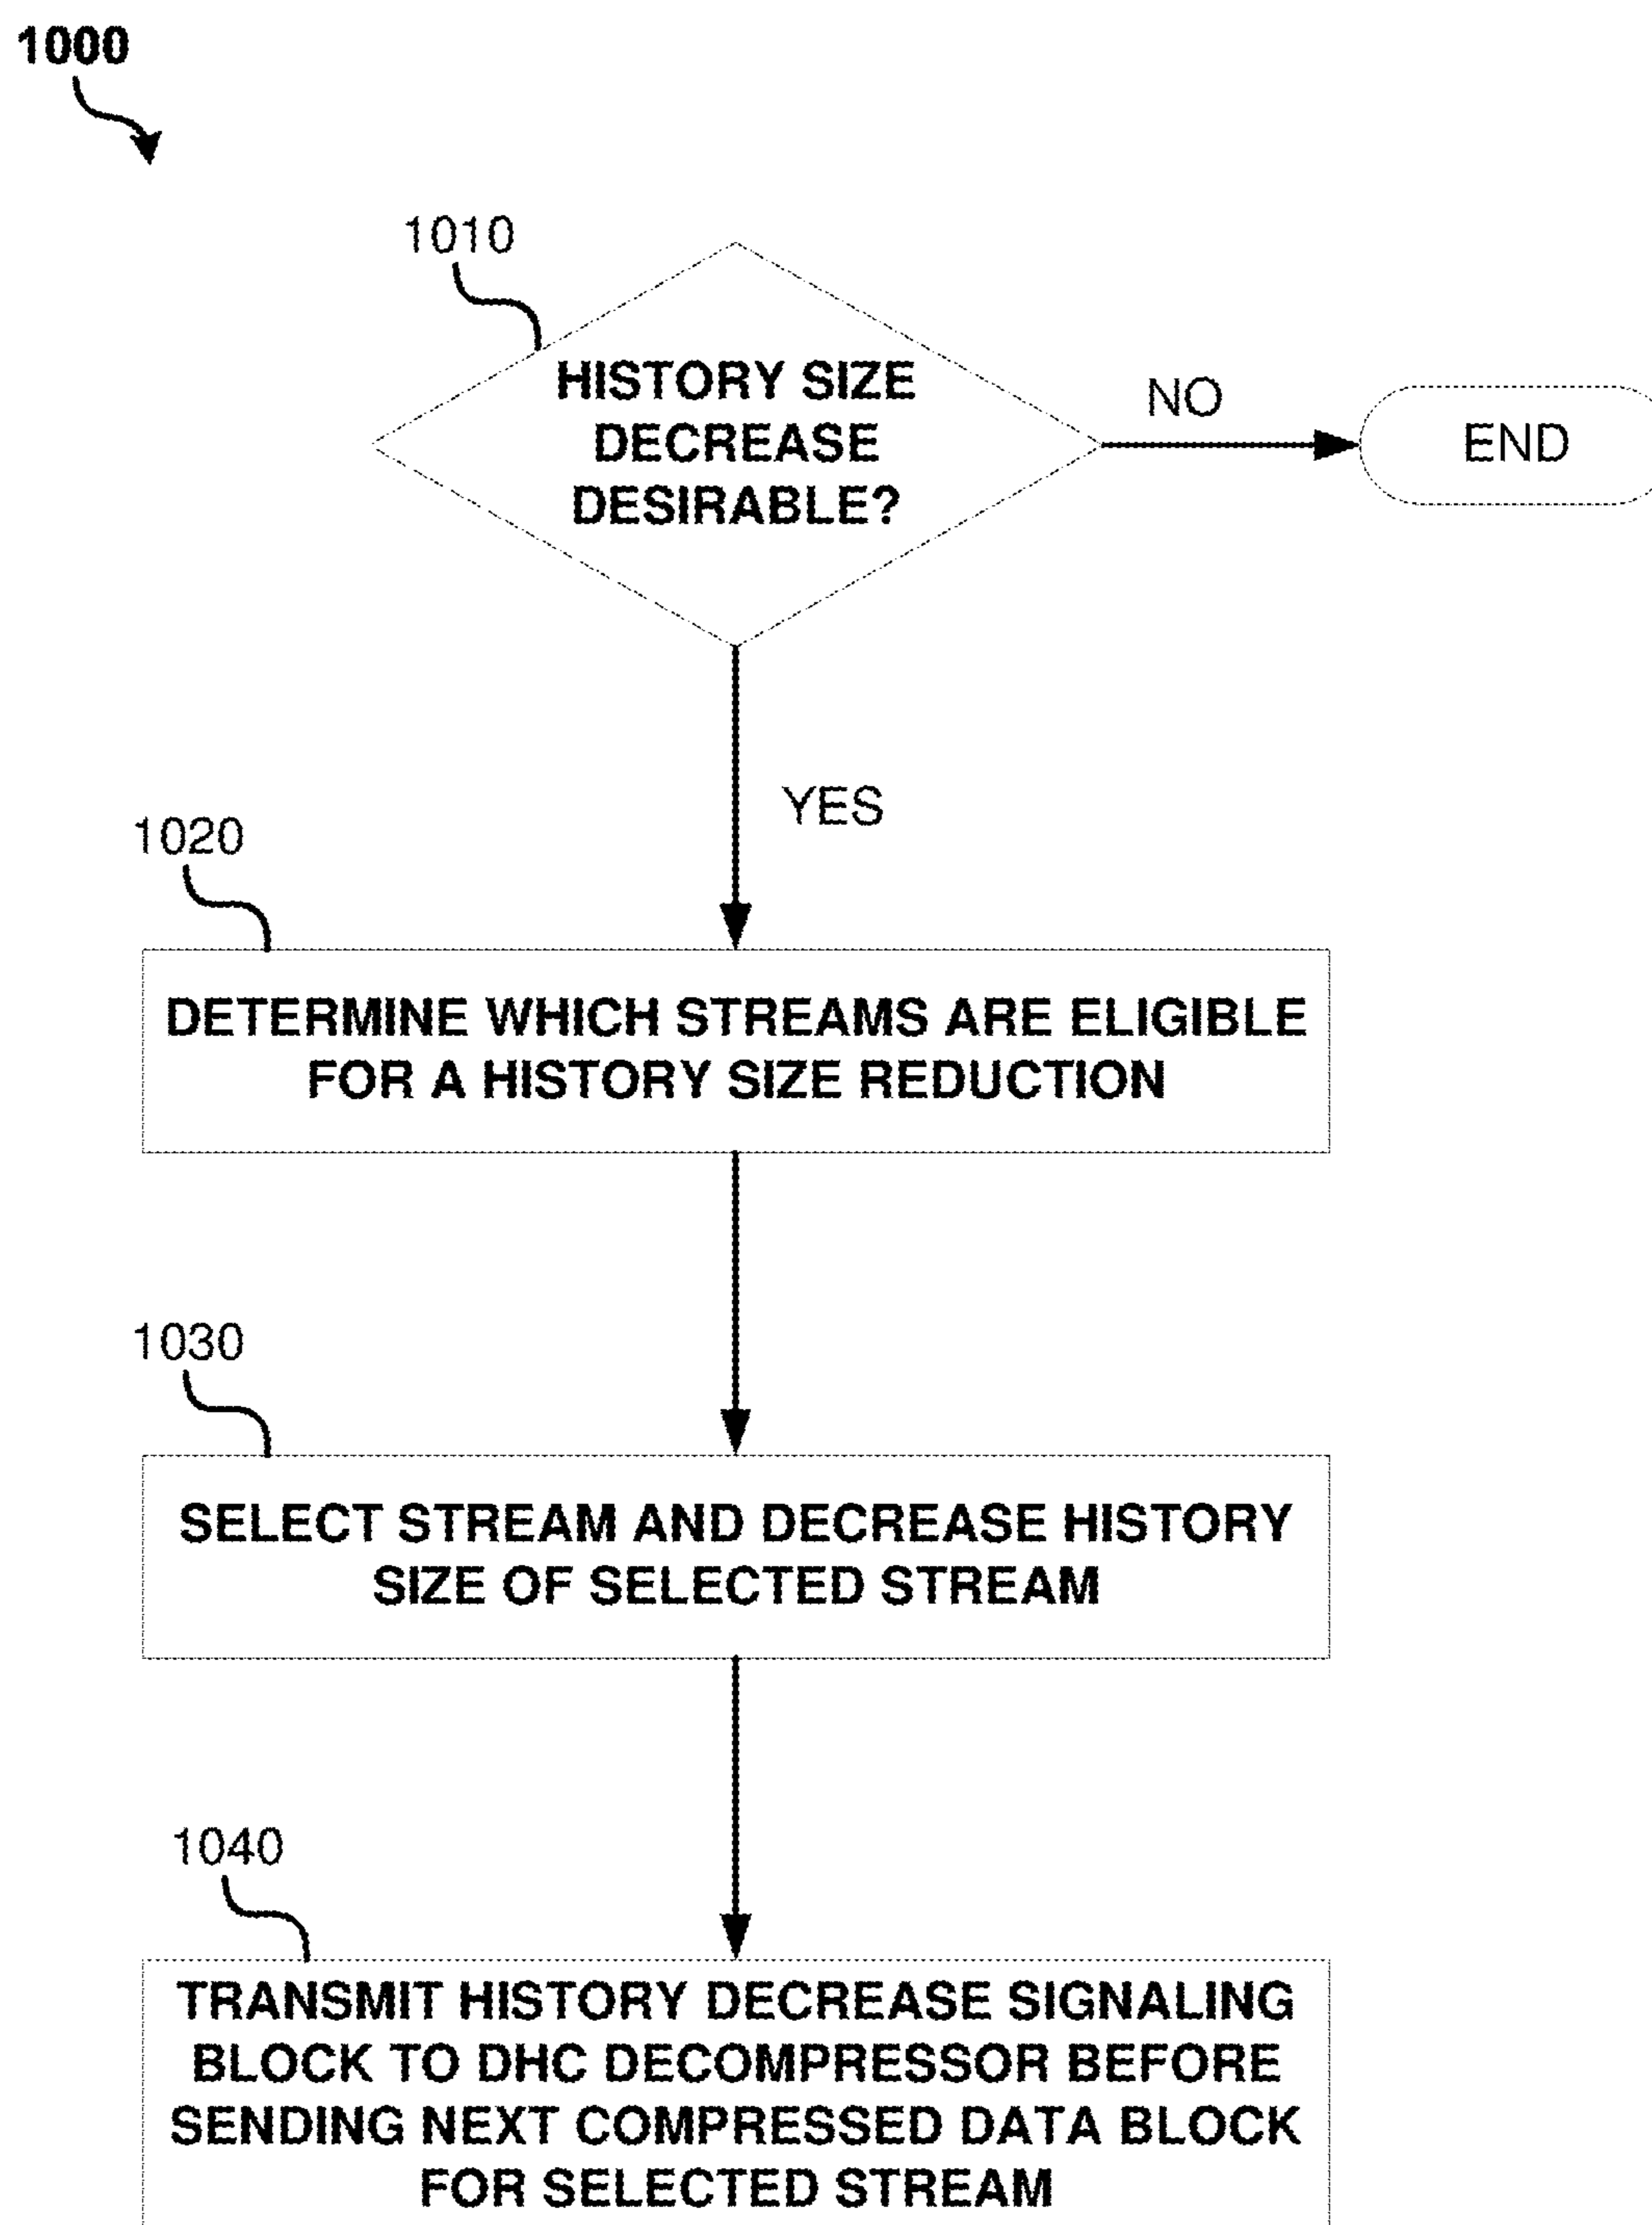 1000
1010
HISTORY SIZE
DECREASE
DESIRABLE?
NO
END
YES
1020
DETERMINE WHICH STREAMS ARE ELIGIBLE
FOR A HISTORY SIZE REDUCTION
1030
SELECT STREAM AND DECREASE HISTORY
SIZE OF SELECTED STREAM
1040
TRANSMIT HISTORY DECREASE SIGNALING
BLOCK TO DHC DECOMPRESSOR BEFORE
SENDING NEXT COMPRESSED DATA BLOCK
FOR SELECTED STREAM